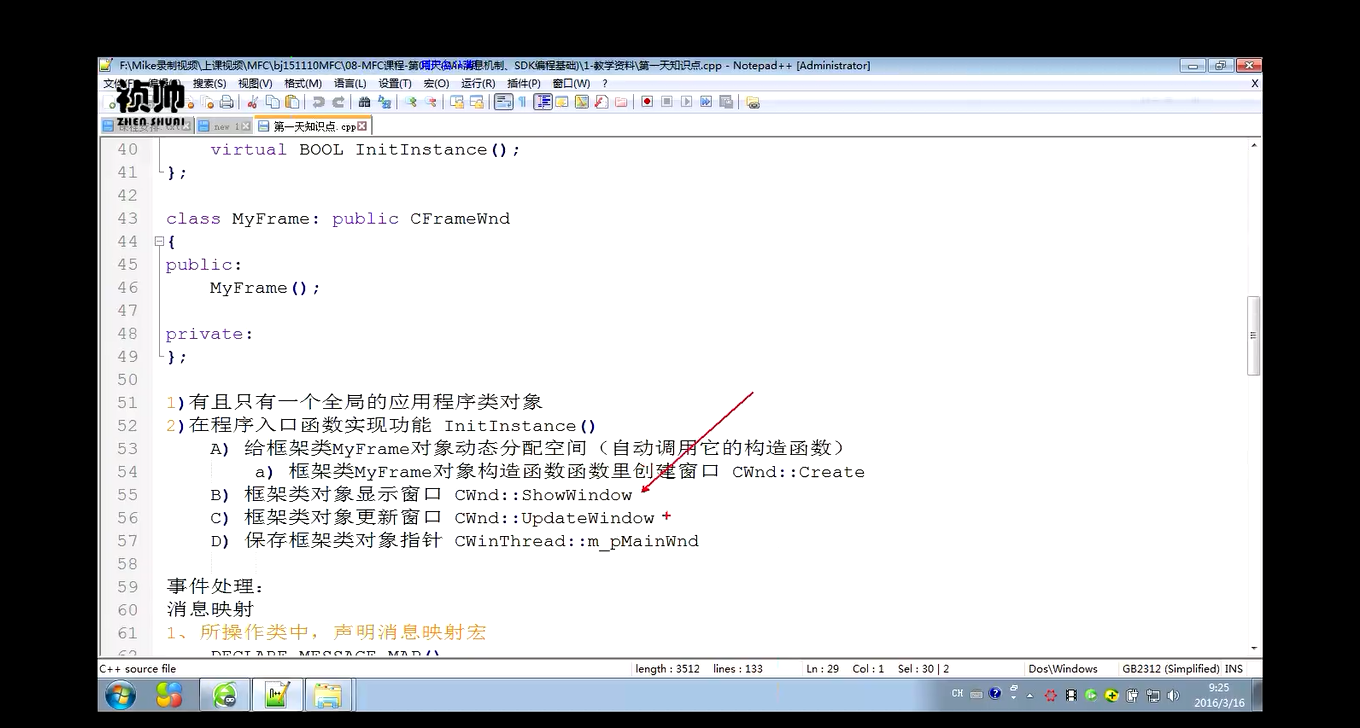 F:\Mike录制视频\上课视频\MFC\bj151110MFC\08-MFC课程-第息机制、SDK编程基础)\1-教学资料\第一天知识点.cpp - Notepad++ [Administrator]
搜索(S) 视图(V) 格式(M) 语言(L) 设置(T) 宏(O) 运行(R) 插件(P) 窗口(W) ? X
祯帅
ZHEN SHUAI
new 1 第一天知识点.cpp
40 virtual BOOL InitInstance();
41 };
42
43 class MyFrame: public CFrameWnd
44 {
45 public:
46 MyFrame();
47
48 private:
49 };
50
51 1)有且只有一个全局的应用程序类对象
52 2)在程序入口函数实现功能 InitInstance()
53 A) 给框架类MyFrame对象动态分配空间（自动调用它的构造函数）
54 a) 框架类MyFrame对象构造函数函数里创建窗口 CWnd::Create
55 B) 框架类对象显示窗口 CWnd::ShowWindow
56 C) 框架类对象更新窗口 CWnd::UpdateWindow
57 D) 保存框架类对象指针 CWinThread::m_pMainWnd
58
59 事件处理：
60 消息映射
61 1、所操作类中，声明消息映射宏
62 DECLARE_MESSAGE_MAP()
C++ source file length : 3512 lines : 133 Ln : 29 Col : 1 Sel : 30 | 2 Dos\Windows GB2312 (Simplified) INS
CH 9:25
2016/3/16